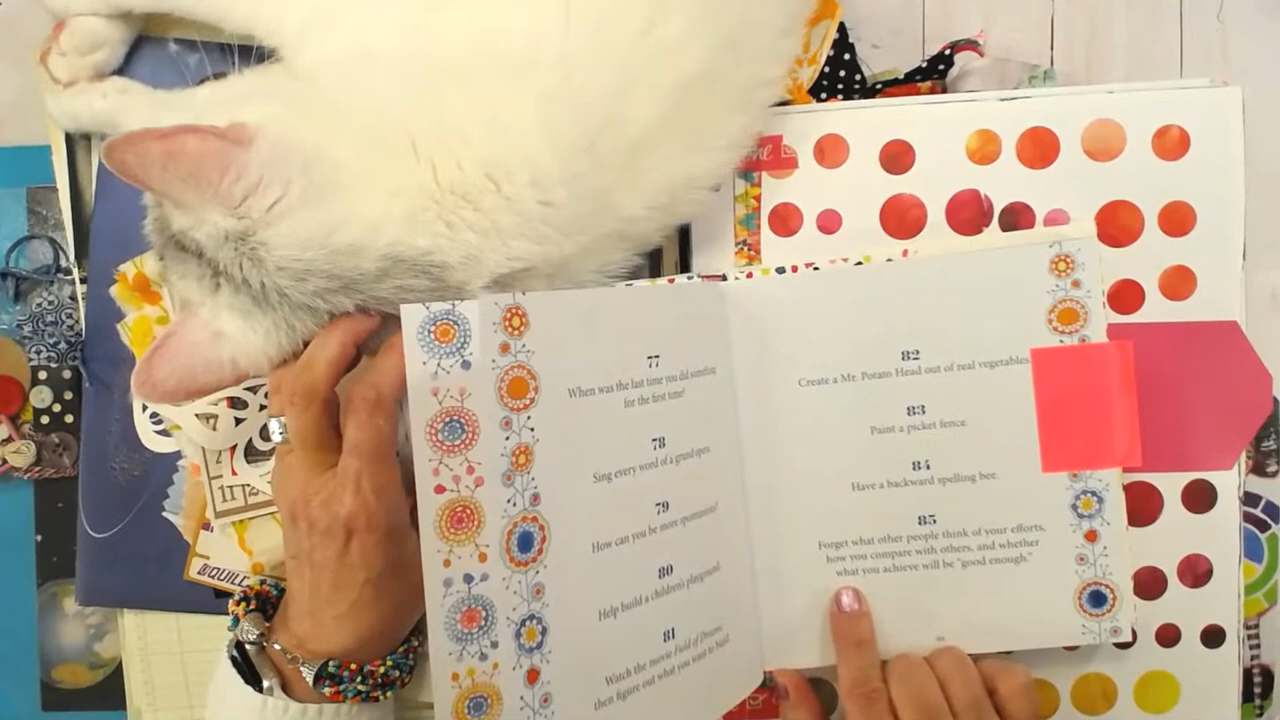 77
When was the last time you did something
for the first time?
78
Sing every word of a grand opera.
79
How can you be more spontaneous?
80
Help build a children's playground.
81
Watch the movie Field of Dreams,
then figure out what you want to build.
82
Create a Mr. Potato Head out of real vegetables.
83
Paint a picket fence.
84
Have a backward spelling bee.
85
Forget what other people think of your efforts,
how you compare with others, and whether
what you achieve will be "good enough."
@QUILL